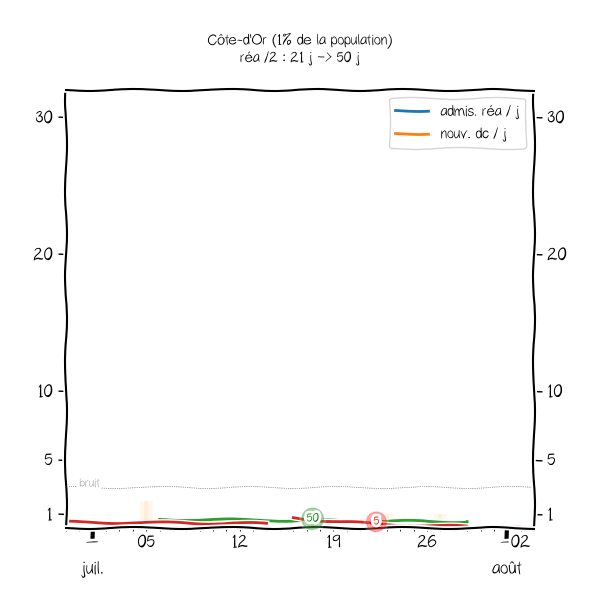 Côte-d'Or (1% de la population)
réa /2 : 21 j -> 50 j
admis. réa / j
nouv. dc / j
30 30
20 20
10 10
5 5
bruit
1 50 5 1
05 12 19 26 02
juil. août